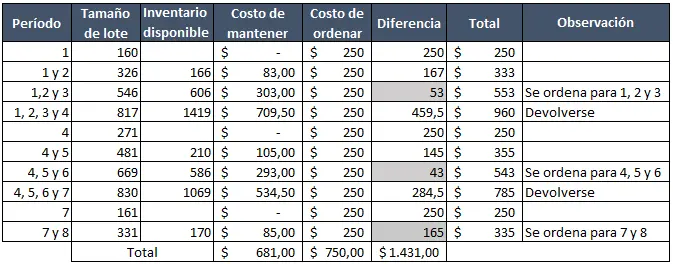 Período Tamaño de lote Inventario disponible Costo de mantener Costo de ordenar Diferencia Total Observación
1 160 $ - $ 250 250 $ 250
1 y 2 326 166 $ 83,00 $ 250 167 $ 333
1,2 y 3 546 606 $ 303,00 $ 250 53 $ 553 Se ordena para 1, 2 y 3
1, 2, 3 y 4 817 1419 $ 709,50 $ 250 459,5 $ 960 Devolverse
4 271 $ - $ 250 250 $ 250
4 y 5 481 210 $ 105,00 $ 250 145 $ 355
4, 5 y 6 669 586 $ 293,00 $ 250 43 $ 543 Se ordena para 4, 5 y 6
4, 5, 6 y 7 830 1069 $ 534,50 $ 250 284,5 $ 785 Devolverse
7 161 $ - $ 250 250 $ 250
7 y 8 331 170 $ 85,00 $ 250 165 $ 335 Se ordena para 7 y 8
Total $ 681,00 $ 750,00 $ 1.431,00